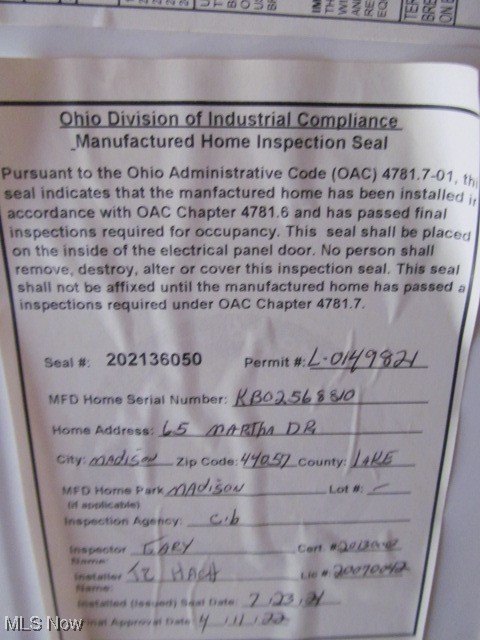 Ohio Division of Industrial Compliance
Manufactured Home Inspection Seal
Pursuant to the Ohio Administrative Code (OAC) 4781.7-01, thi
seal indicates that the manfactured home has been installed in
accordance with OAC Chapter 4781.6 and has passed final
inspections required for occupancy. This seal shall be placed
on the inside of the electrical panel door. No person shall
remove, destroy, alter or cover this inspection seal. This seal
shall not be affixed until the manufactured home has passed a
inspections required under OAC Chapter 4781.7.
Seal #: 202136050 Permit #: L-0149821
MFD Home Serial Number: KB02568810
Home Address: 65 MARTHA DR
City: MADISON Zip Code: 44057 County: LAKE
MFD Home Park MADISON Lot #: -
(if applicable)
Inspection Agency:
Inspector GARY Cert. #
Name:
Installer Lic #: 20070042
Name:
Installed (Issued) Seal Date: 7 23 21
Final Approval Date: 4 11 22
MLS Now